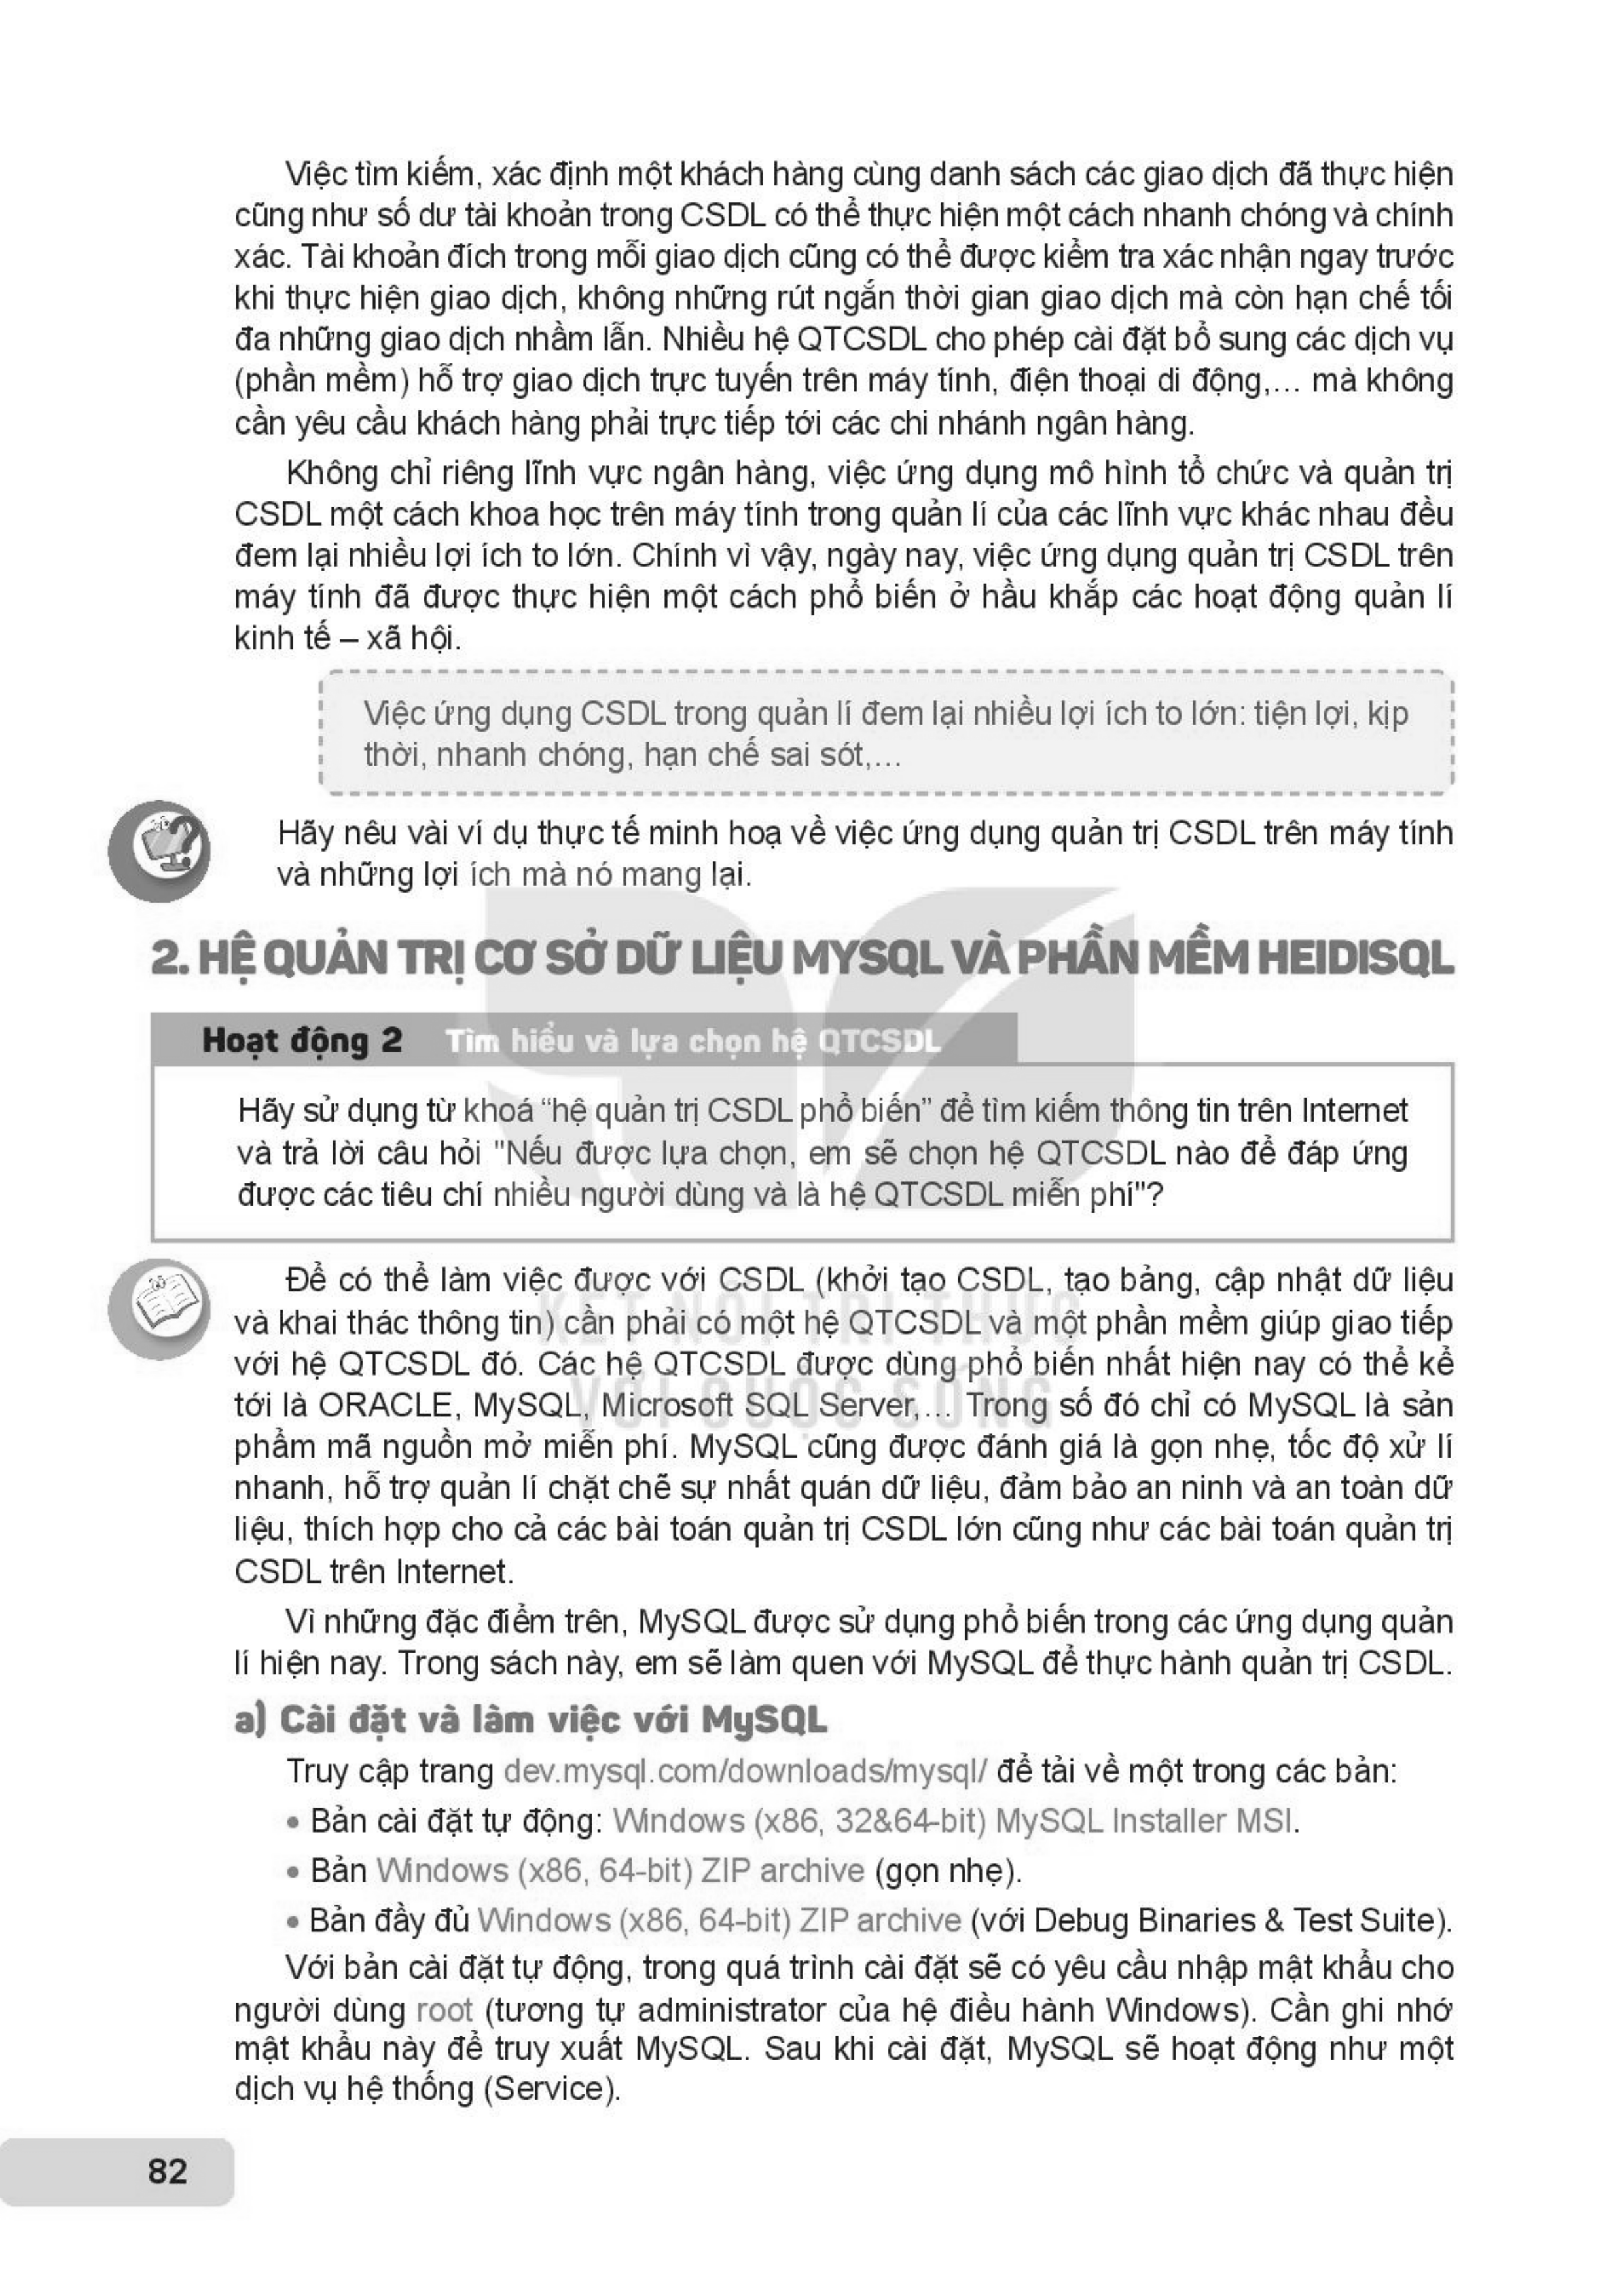 Việc tìm kiếm, xác định một khách hàng cùng danh sách các giao dịch đã thực hiện
cũng như số dư tài khoản trong CSDL có thể thực hiện một cách nhanh chóng và chính
xác. Tài khoản đích trong mỗi giao dịch cũng có thể được kiểm tra xác nhận ngay trước
khi thực hiện giao dịch, không những rút ngắn thời gian giao dịch mà còn hạn chế tối
đa những giao dịch nhầm lẫn. Nhiều hệ QTCSDL cho phép cài đặt bổ sung các dịch vụ
(phần mềm) hỗ trợ giao dịch trực tuyến trên máy tính, điện thoại di động,... mà không
cần yêu cầu khách hàng phải trực tiếp tới các chi nhánh ngân hàng.
Không chỉ riêng lĩnh vực ngân hàng, việc ứng dụng mô hình tổ chức và quản trị
CSDL một cách khoa học trên máy tính trong quản lí của các lĩnh vực khác nhau đều
đem lại nhiều lợi ích to lớn. Chính vì vậy, ngày nay, việc ứng dụng quản trị CSDL trên
máy tính đã được thực hiện một cách phổ biến ở hầu khắp các hoạt động quản lí
kinh tế – xã hội.
Việc ứng dụng CSDL trong quản lí đem lại nhiều lợi ích to lớn: tiện lợi, kịp
thời, nhanh chóng, hạn chế sai sót,...
Hãy nêu vài ví dụ thực tế minh hoạ về việc ứng dụng quản trị CSDL trên máy tính
và những lợi ích mà nó mang lại.
2. HỆ QUẢN TRỊ CƠ SỞ DỮ LIỆU MYSQL VÀ PHẦN MỀM HEIDISQL
Hoạt động 2 Tìm hiểu và lựa chọn hệ QTCSDL
Hãy sử dụng từ khoá “hệ quản trị CSDL phổ biến” để tìm kiếm thông tin trên Internet
và trả lời câu hỏi "Nếu được lựa chọn, em sẽ chọn hệ QTCSDL nào để đáp ứng
được các tiêu chí nhiều người dùng và là hệ QTCSDL miễn phí"?
Để có thể làm việc được với CSDL (khởi tạo CSDL, tạo bảng, cập nhật dữ liệu
và khai thác thông tin) cần phải có một hệ QTCSDL và một phần mềm giúp giao tiếp
với hệ QTCSDL đó. Các hệ QTCSDL được dùng phổ biến nhất hiện nay có thể kể
tới là ORACLE, MySQL, Microsoft SQL Server,... Trong số đó chỉ có MySQL là sản
phẩm mã nguồn mở miễn phí. MySQL cũng được đánh giá là gọn nhẹ, tốc độ xử lí
nhanh, hỗ trợ quản lí chặt chẽ sự nhất quán dữ liệu, đảm bảo an ninh và an toàn dữ
liệu, thích hợp cho cả các bài toán quản trị CSDL lớn cũng như các bài toán quản trị
CSDL trên Internet.
KẾT NỐI TRI THỨC
VỚI CUỘC SỐNG
Vì những đặc điểm trên, MySQL được sử dụng phổ biến trong các ứng dụng quản
lí hiện nay. Trong sách này, em sẽ làm quen với MySQL để thực hành quản trị CSDL.
a) Cài đặt và làm việc với MySQL
Truy cập trang dev.mysql.com/downloads/mysql/ để tải về một trong các bản:
• Bản cài đặt tự động: Windows (x86, 32&64-bit) MySQL Installer MSI.
• Bản Windows (x86, 64-bit) ZIP archive (gọn nhẹ).
• Bản đầy đủ Windows (x86, 64-bit) ZIP archive (với Debug Binaries & Test Suite).
Với bản cài đặt tự động, trong quá trình cài đặt sẽ có yêu cầu nhập mật khẩu cho
người dùng root (tương tự administrator của hệ điều hành Windows). Cần ghi nhớ
mật khẩu này để truy xuất MySQL. Sau khi cài đặt, MySQL sẽ hoạt động như một
dịch vụ hệ thống (Service).
82